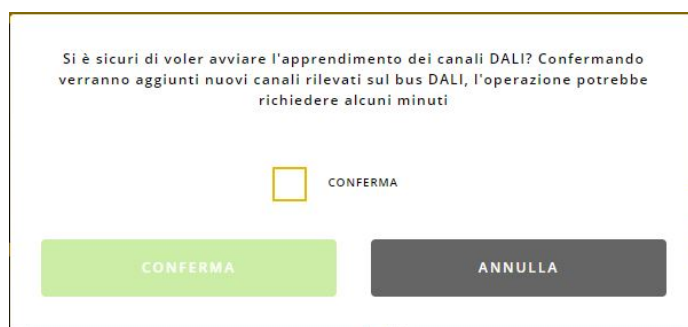 Si è sicuri di voler avviare l'apprendimento dei canali DALI? Confermando
verranno aggiunti nuovi canali rilevati sul bus DALI, l'operazione potrebbe
richiedere alcuni minuti
CONFERMA
CONFERMA
ANNULLA